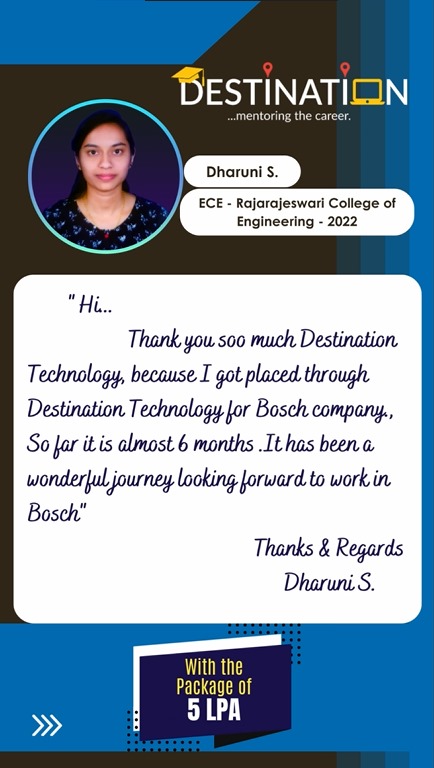 DESTINATION
...mentoring the career.
Dharuni S.
ECE - Rajarajeswari College of
Engineering - 2022
" Hi...
Thank you soo much Destination
Technology, because I got placed through
Destination Technology for Bosch company.,
So far it is almost 6 months .It has been a
wonderful journey looking forward to work in
Bosch"
Thanks & Regards
Dharuni S.
With the
Package of
5 LPA